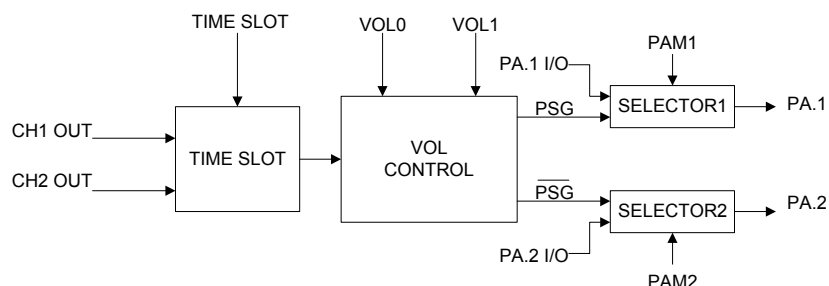 TIME SLOT
VOL0
VOL1
PAM1
PA.1 I/O
SELECTOR1
PA.1
PSG
CH1 OUT
CH2 OUT
TIME SLOT
VOL
CONTROL
PSG
SELECTOR2
PA.2
PA.2 I/O
PAM2